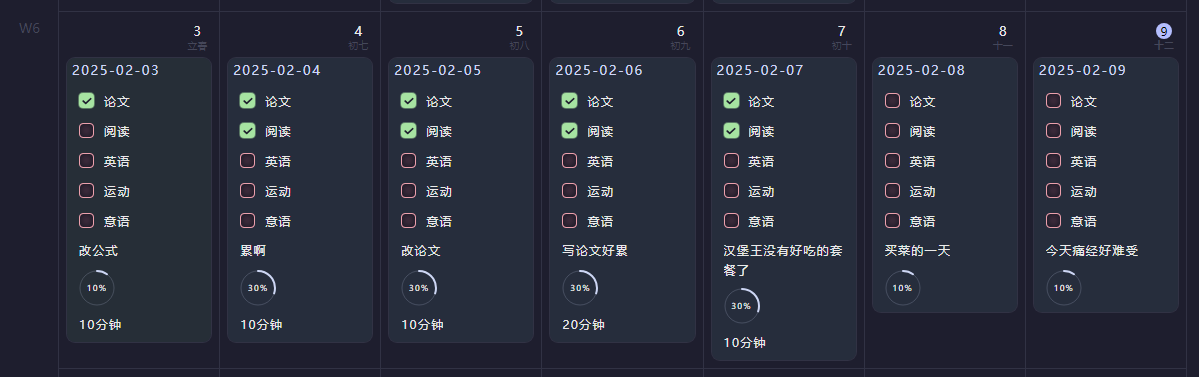 W6
3
立春
2025-02-03
论文
阅读
英语
运动
意语
改公式
10%
10分钟
4
初七
2025-02-04
论文
阅读
英语
运动
意语
累啊
30%
10分钟
5
初八
2025-02-05
论文
阅读
英语
运动
意语
改论文
30%
10分钟
6
初九
2025-02-06
论文
阅读
英语
运动
意语
写论文好累
30%
20分钟
7
初十
2025-02-07
论文
阅读
英语
运动
意语
汉堡王没有好吃的套
餐了
30%
10分钟
8
十一
2025-02-08
论文
阅读
英语
运动
意语
买菜的一天
10%
9
十二
2025-02-09
论文
阅读
英语
运动
意语
今天痛经好难受
10%